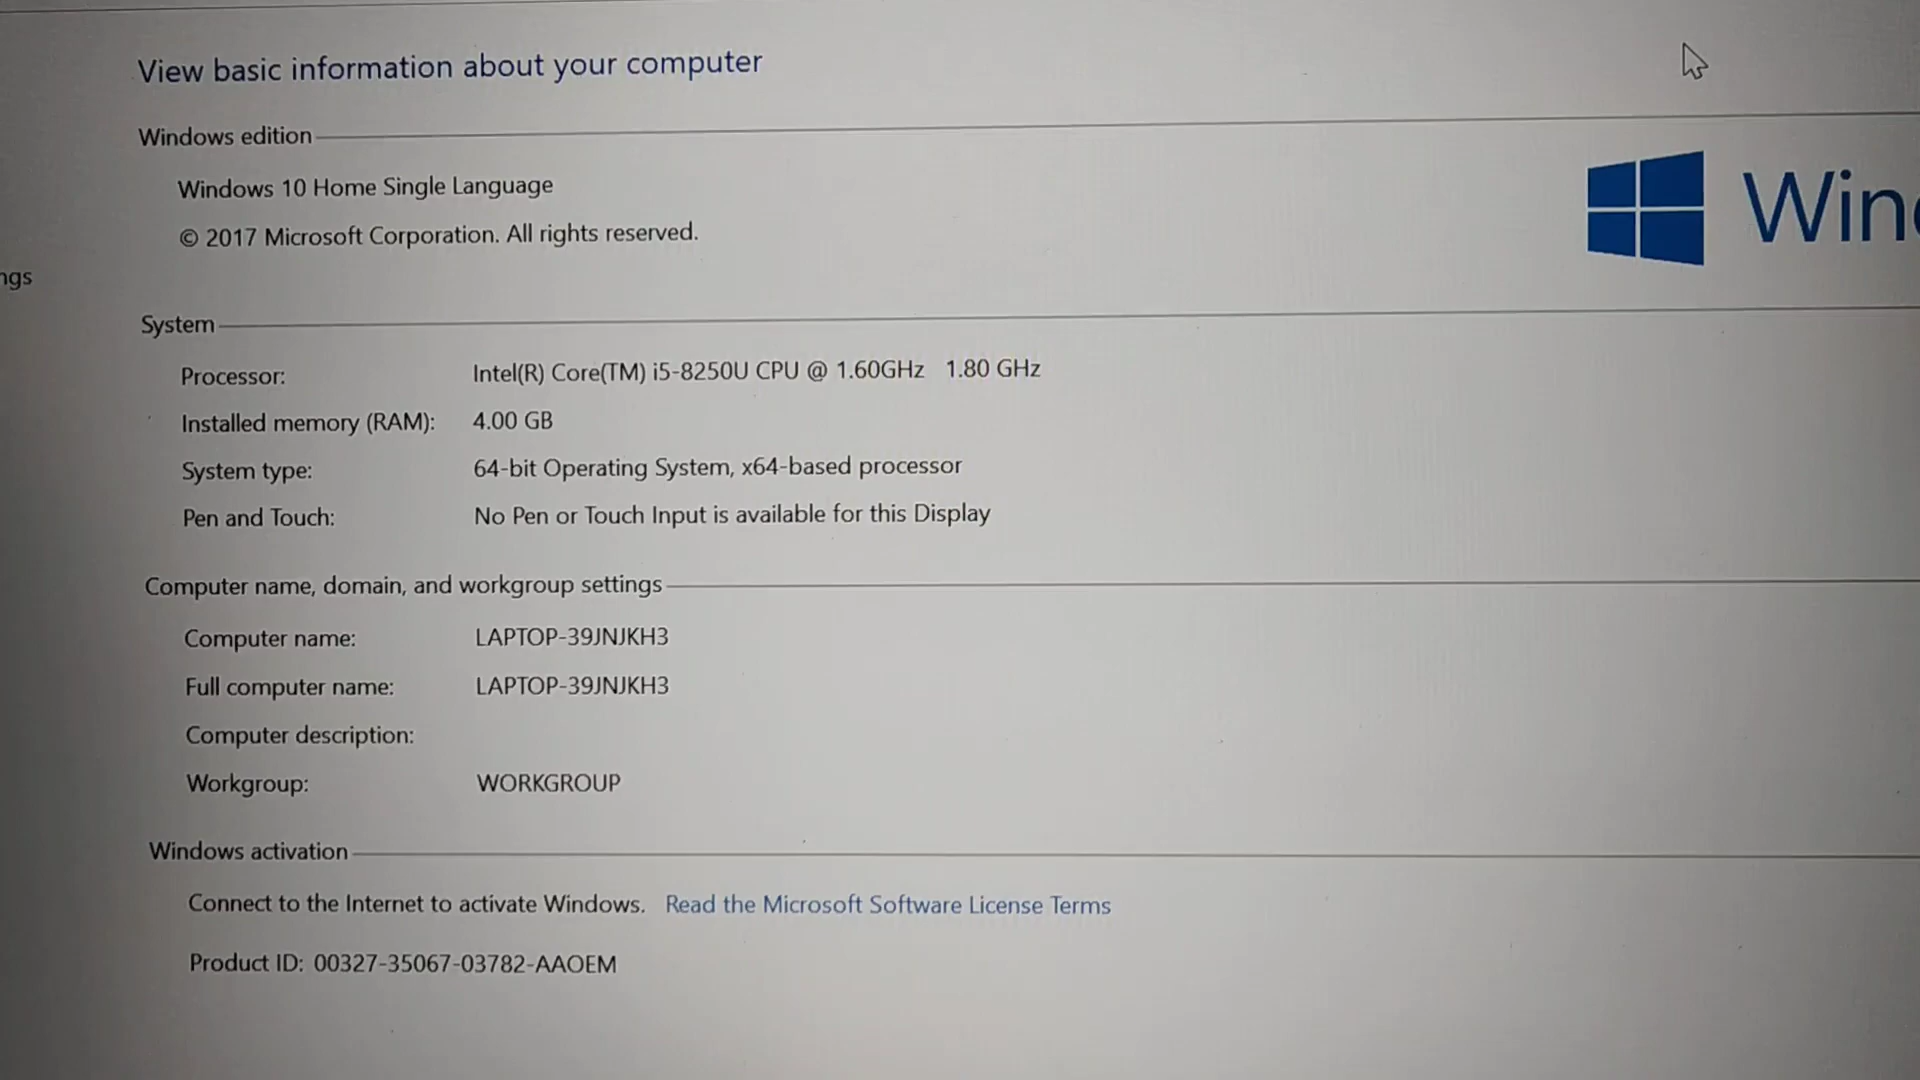 View basic information about your computer
Windows edition
Windows 10 Home Single Language
© 2017 Microsoft Corporation. All rights reserved.
ngs
System
Processor: Intel(R) Core(TM) i5-8250U CPU @ 1.60GHz 1.80 GHz
Installed memory (RAM): 4.00 GB
System type: 64-bit Operating System, x64-based processor
Pen and Touch: No Pen or Touch Input is available for this Display
Computer name, domain, and workgroup settings
Computer name: LAPTOP-39JNJKH3
Full computer name: LAPTOP-39JNJKH3
Computer description:
Workgroup: WORKGROUP
Windows activation
Connect to the Internet to activate Windows. Read the Microsoft Software License Terms
Product ID: 00327-35067-03782-AAOEM